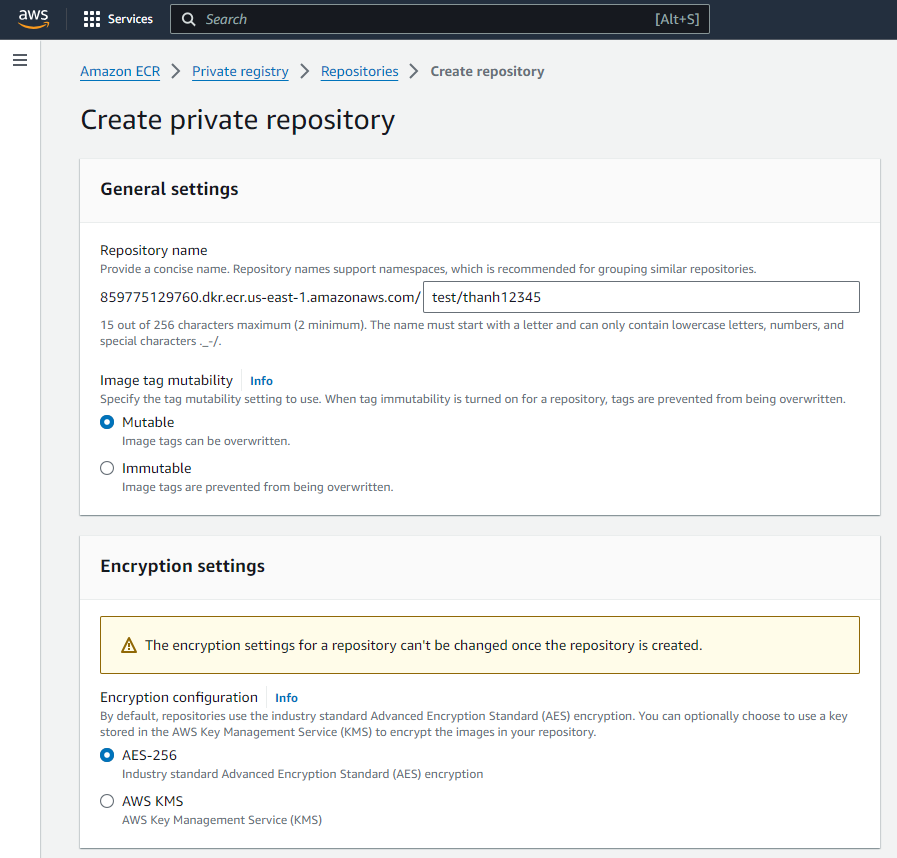 aws Services Search [Alt+S]
Amazon ECR Private registry Repositories Create repository
Create private repository
General settings
Repository name
Provide a concise name. Repository names support namespaces, which is recommended for grouping similar repositories.
859775129760.dkr.ecr.us-east-1.amazonaws.com/ test/thanh12345
15 out of 256 characters maximum (2 minimum). The name must start with a letter and can only contain lowercase letters, numbers, and
special characters ._-/.
Image tag mutability Info
Specify the tag mutability setting to use. When tag immutability is turned on for a repository, tags are prevented from being overwritten.
Mutable
Image tags can be overwritten.
Immutable
Image tags are prevented from being overwritten.
Encryption settings
The encryption settings for a repository can't be changed once the repository is created.
Encryption configuration Info
By default, repositories use the industry standard Advanced Encryption Standard (AES) encryption. You can optionally choose to use a key
stored in the AWS Key Management Service (KMS) to encrypt the images in your repository.
AES-256
Industry standard Advanced Encryption Standard (AES) encryption
AWS KMS
AWS Key Management Service (KMS)